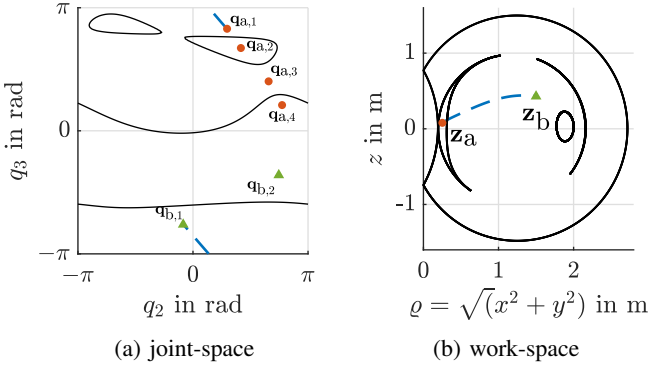 π
q_{a,1}
q_{a,2}
q_{a,3}
q_{a,4}
0
q_{b,2}
q_{b,1}
−π
−π 0 π
q_3 in rad
q_2 in rad
(a) joint-space
1
0
-1
z_a
z_b
0 1 2
z in m
ϱ = √(x² + y²) in m
(b) work-space